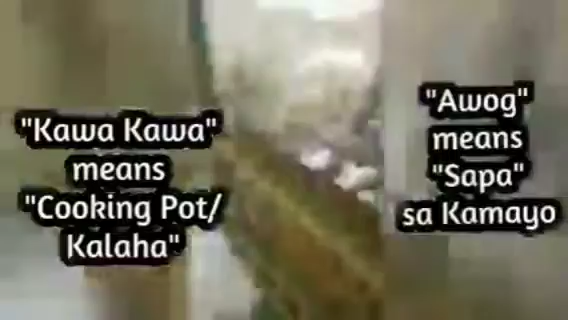 "Kawa Kawa"
means
"Cooking Pot/
Kalaha"
"Awog"
means
"Sapa"
sa Kamayo